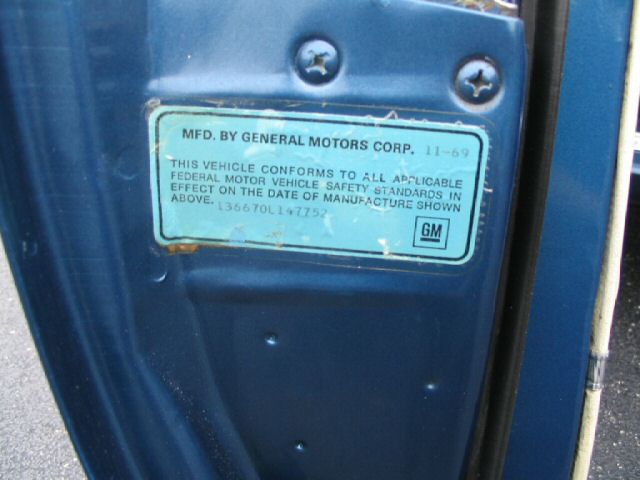 MFD. BY GENERAL MOTORS CORP. 11-69
THIS VEHICLE CONFORMS TO ALL APPLICABLE
FEDERAL MOTOR VEHICLE SAFETY STANDARDS IN
EFFECT ON THE DATE OF MANUFACTURE SHOWN
ABOVE. 136670L147752
GM